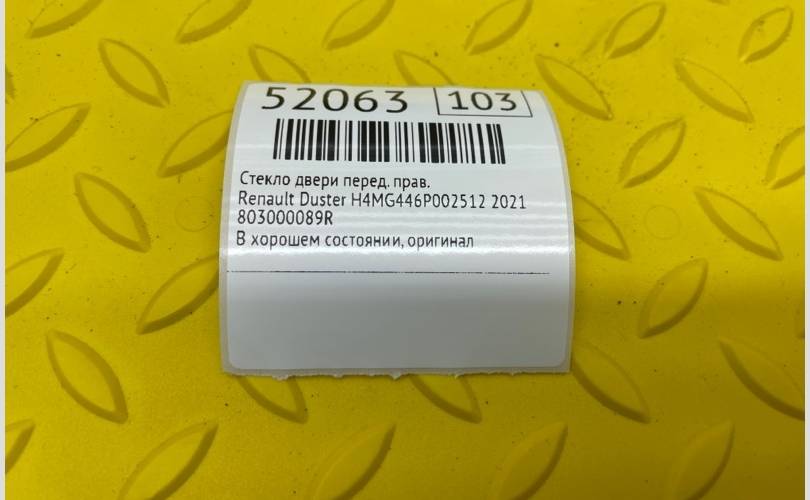 52063 103
Стекло двери перед. прав.
Renault Duster H4MG446P002512 2021
803000089R
В хорошем состоянии, оригинал